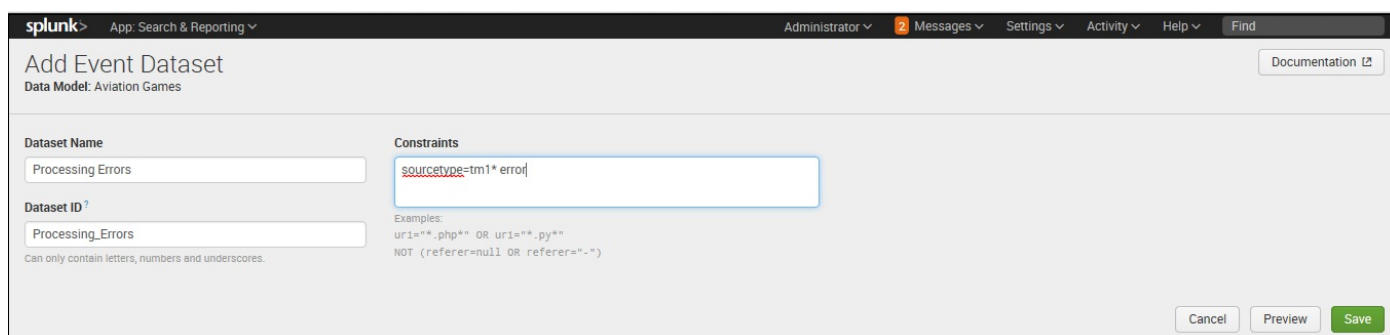 splunk> App: Search & Reporting Administrator 2 Messages Settings Activity Help Find
Add Event Dataset
Documentation
Data Model: Aviation Games
Dataset Name
Constraints
Processing Errors
sourcetype=tm1* error
Dataset ID ?
Processing_Errors
Can only contain letters, numbers and underscores.
Examples:
uri="*.php*" OR uri="*.py*"
NOT (referer=null OR referer="-")
Cancel Preview Save